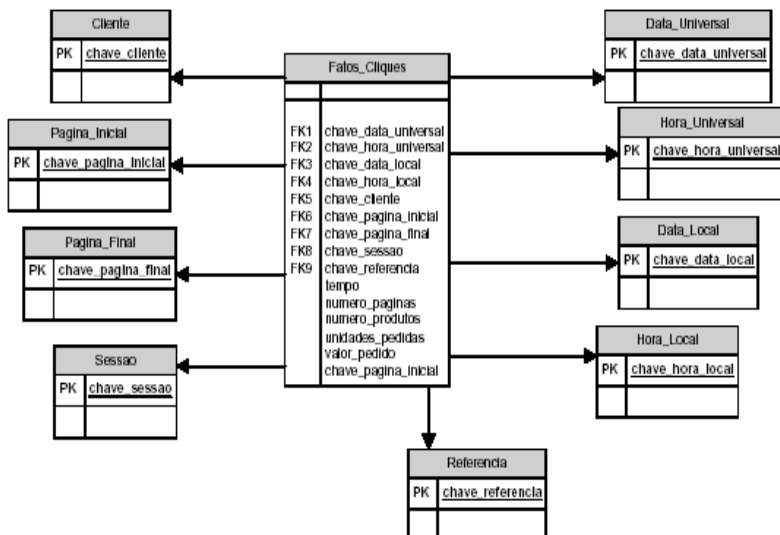 Cliente
PK chave_cliente
Pagina_Inicial
PK chave_pagina_inicial
Pagina_Final
PK chave_pagina_final
Sessao
PK chave_sessao
Fatos_Cliques
FK1 chave_data_universal
FK2 chave_hora_universal
FK3 chave_data_local
FK4 chave_hora_local
FK5 chave_cliente
FK6 chave_pagina_inicial
FK7 chave_pagina_final
FK8 chave_sessao
FK9 chave_referencia
tempo
numero_paginas
numero_produtos
unidades_pedidas
valor_pedido
chave_pagina_inicial
Data_Universal
PK chave_data_universal
Hora_Universal
PK chave_hora_universal
Data_Local
PK chave_data_local
Hora_Local
PK chave_hora_local
Referencia
PK chave_referencia